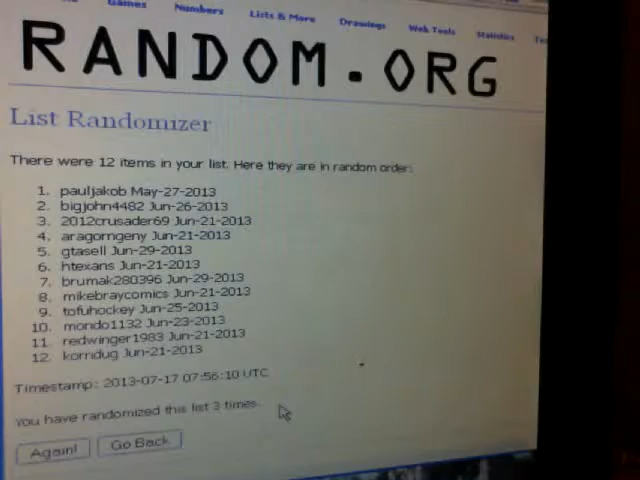 Games Numbers Lists & More Drawings Web Tools Statistics
RANDOM.ORG
List Randomizer
There were 12 items in your list. Here they are in random order:
1. pauljakob May-27-2013
2. bigjohn4482 Jun-26-2013
3. 2012crusader69 Jun-21-2013
4. aragorngeny Jun-21-2013
5. gtasell Jun-29-2013
6. htexans Jun-21-2013
7. brumak280396 Jun-29-2013
8. mikebraycomics Jun-21-2013
9. tofuhockey Jun-25-2013
10. mondo1132 Jun-23-2013
11. redwinger1983 Jun-21-2013
12. korndug Jun-21-2013
Timestamp: 2013-07-17 07:56:10 UTC
You have randomized this list 3 times.
Again! Go Back